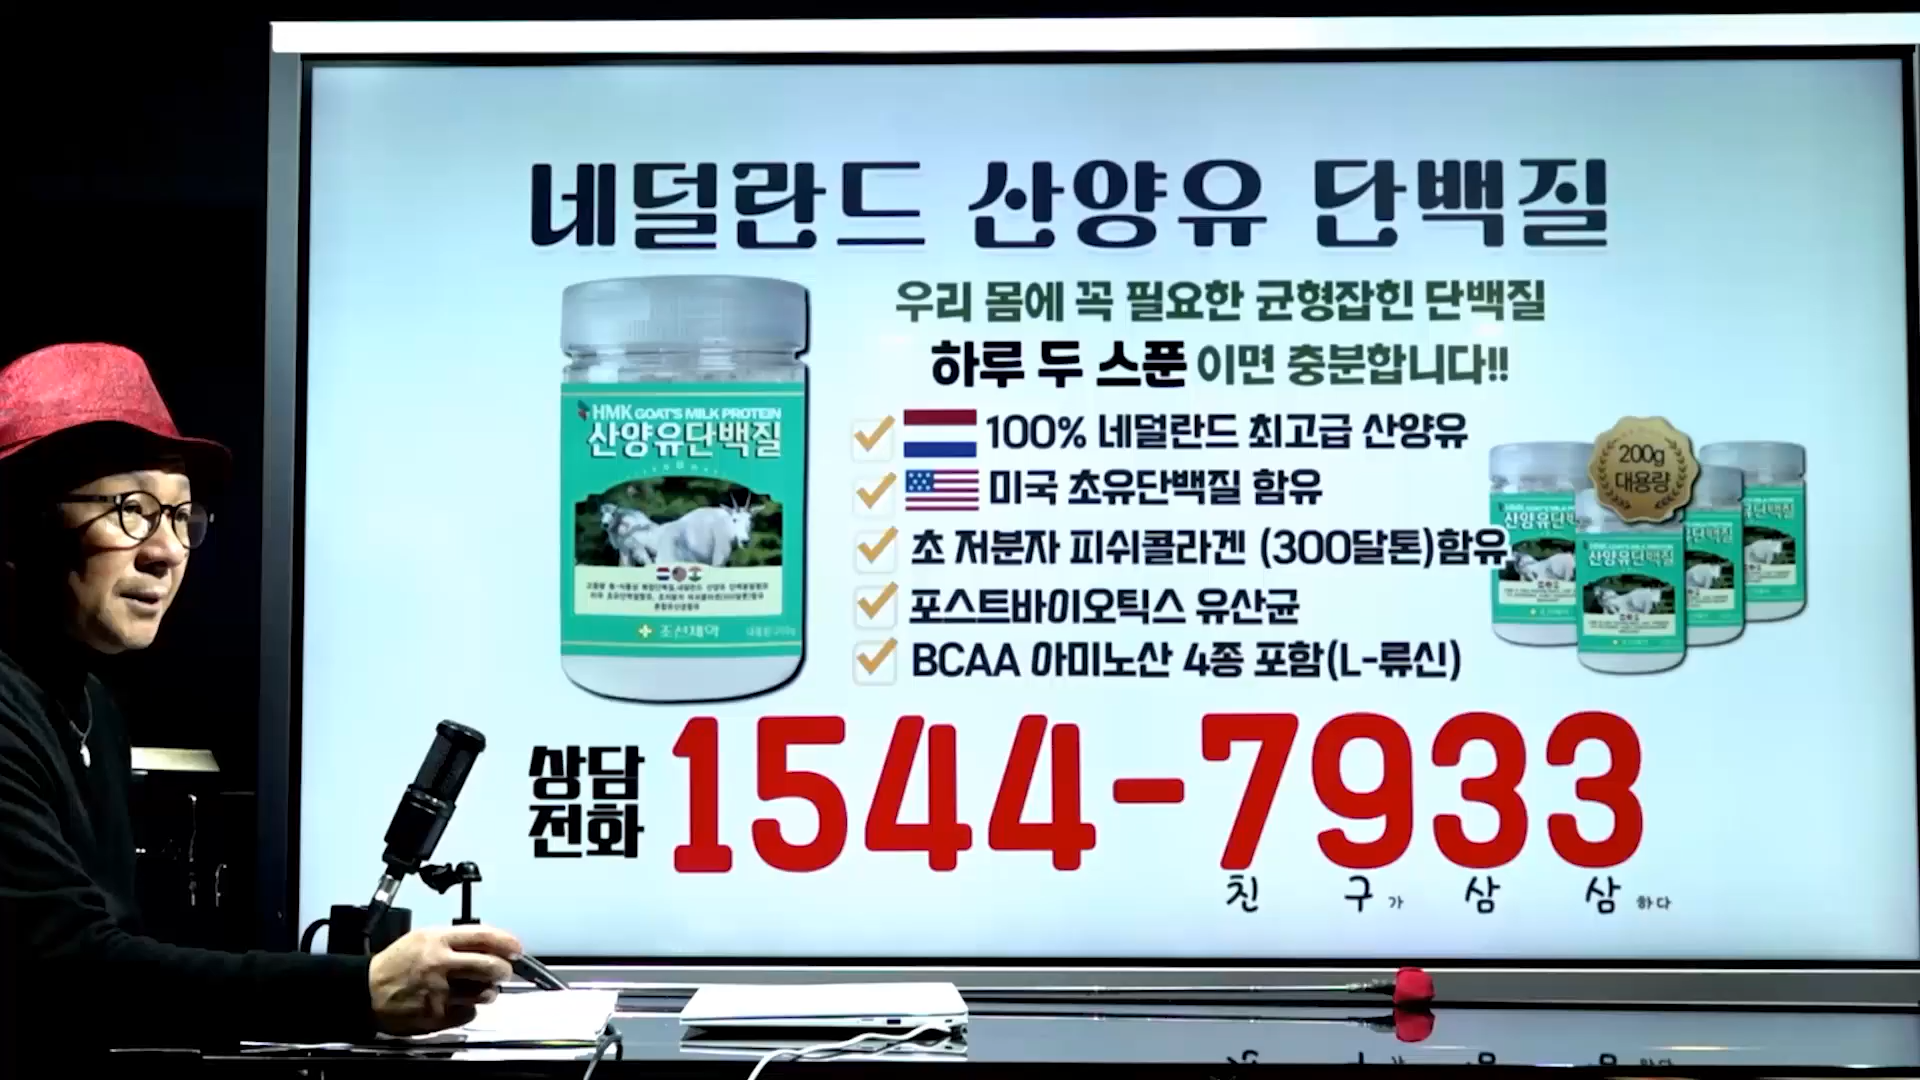 네덜란드 산양유 단백질
우리 몸에 꼭 필요한 균형잡힌 단백질
하루 두 스푼이면 충분합니다!!
100% 네덜란드 최고급 산양유
미국 초유단백질 함유
초 저분자 피쉬콜라겐 (300달톤)함유
포스트바이오틱스 유산균
BCAA 아미노산 4종 포함(L-류신)
HMK GOAT'S MILK PROTEIN
산양유단백질
조선제약
200g
대용량
산양유단백질
상담
전화
1544-7933
친 구가 삼 삼하다